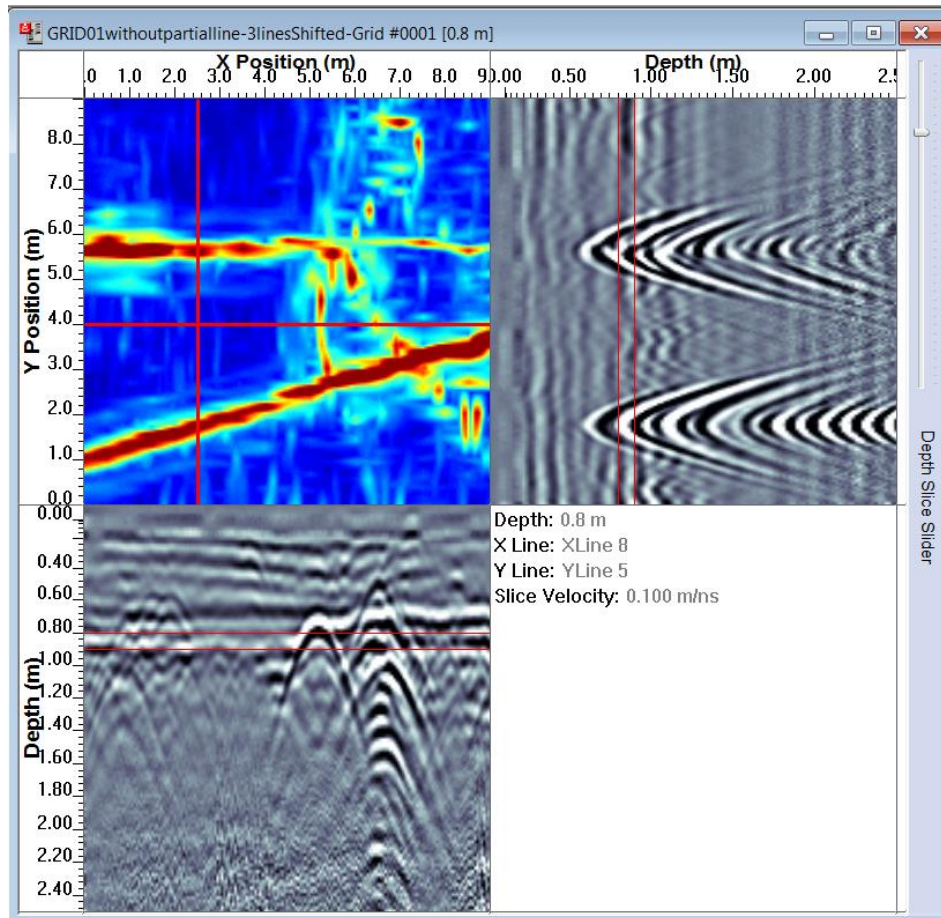 GRID01withoutpartialline-3linesShifted-Grid #0001 [0.8 m]
X Position (m)
.0 1.0 2.0 3.0 4.0 5.0 6.0 7.0 8.0 9.
Depth (m)
0.00 0.50 1.00 1.50 2.00 2.5
Y Position (m)
8.0
7.0
6.0
5.0
4.0
3.0
2.0
1.0
0.0
Depth Slice Slider
Depth (m)
0.00
0.40
0.60
0.80
1.00
1.20
1.40
1.60
1.80
2.00
2.20
2.40
Depth: 0.8 m
X Line: XLine 8
Y Line: YLine 5
Slice Velocity: 0.100 m/ns